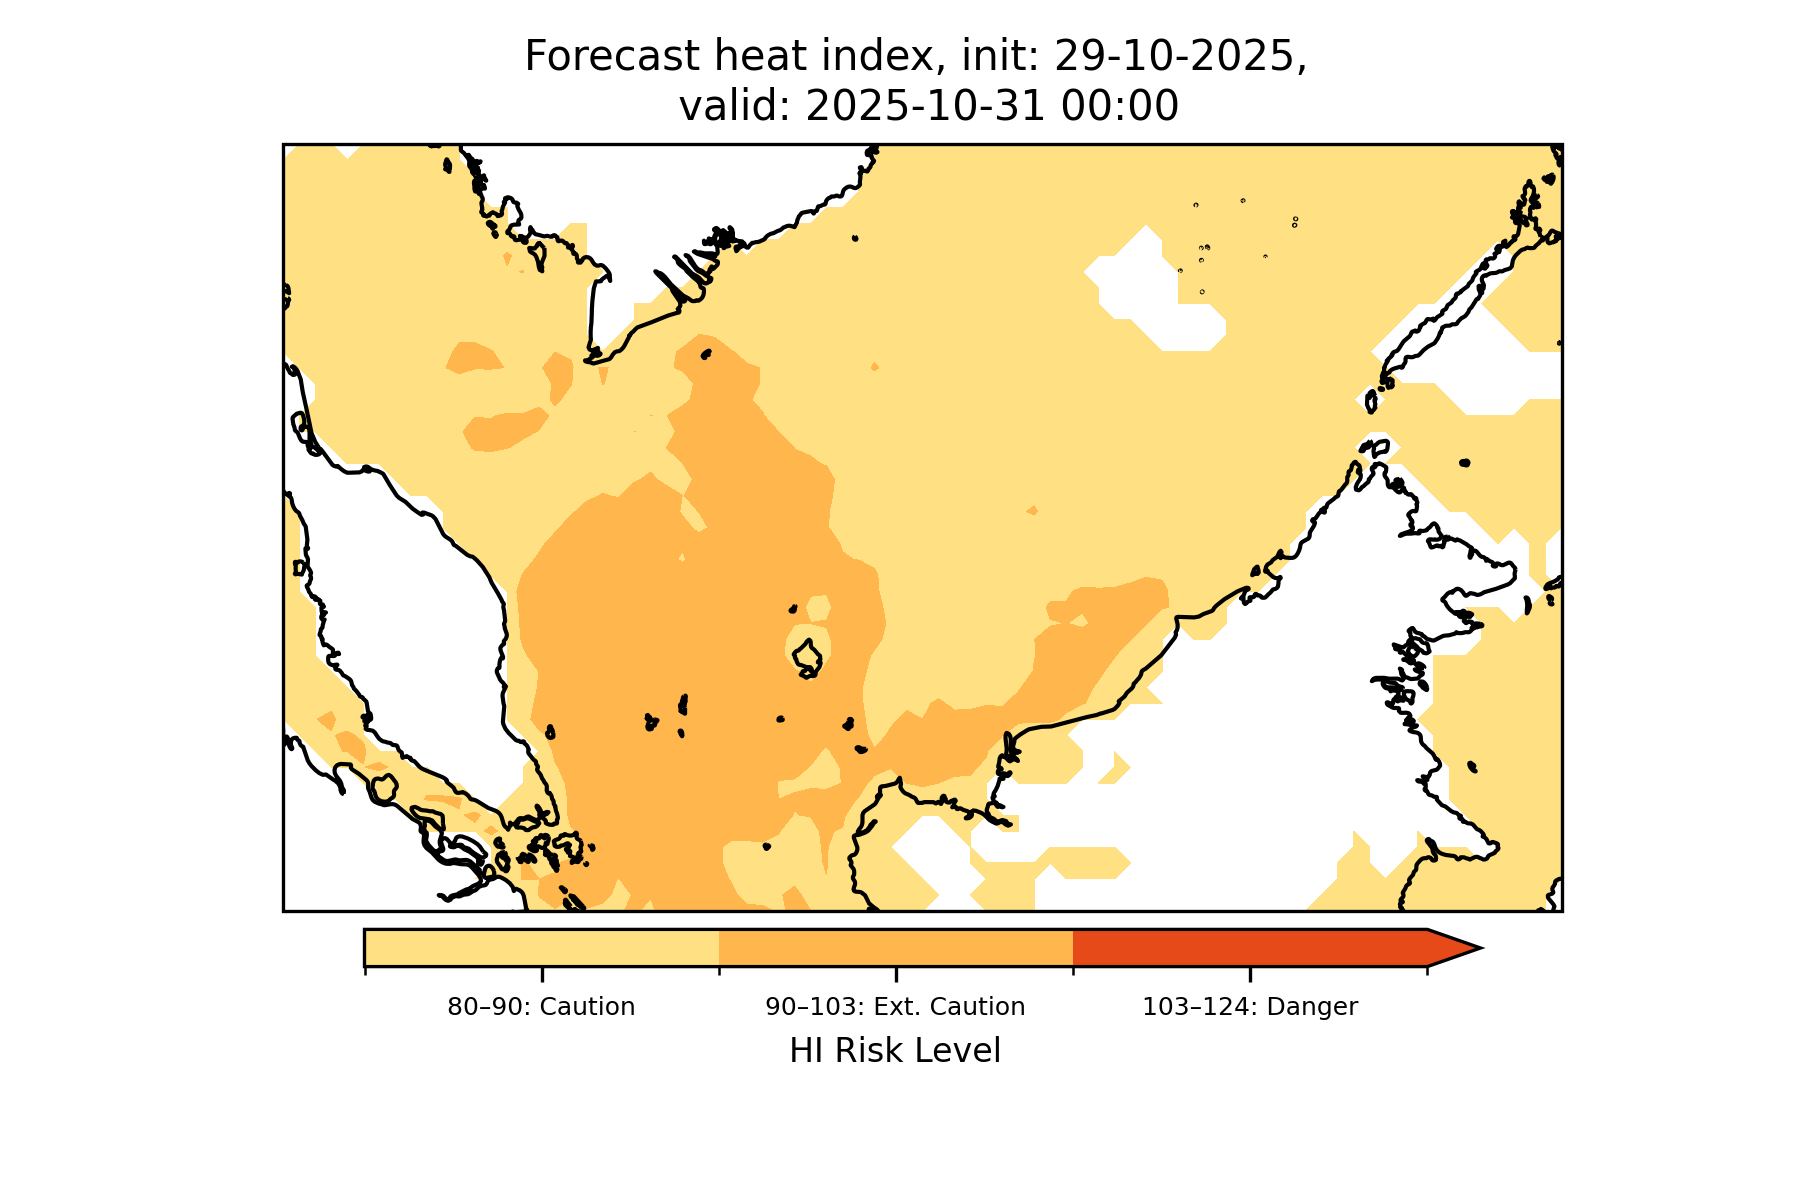 Forecast heat index, init: 29-10-2025,
valid: 2025-10-31 00:00
80–90: Caution
90–103: Ext. Caution
103–124: Danger
HI Risk Level